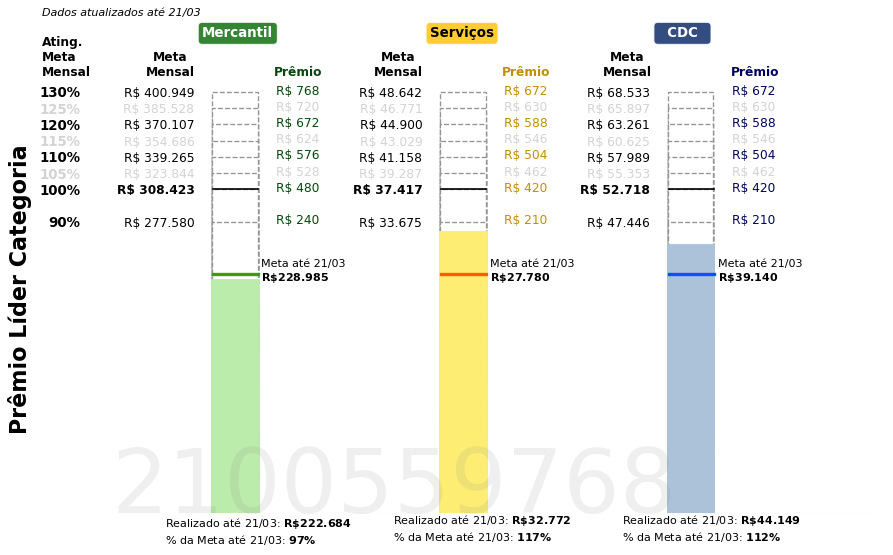 Dados atualizados até 21/03
Mercantil Serviços CDC
Ating. Meta Mensal
Meta Mensal Prêmio Meta Mensal Prêmio Meta Mensal Prêmio
130% R$ 400.949 R$ 768 R$ 48.642 R$ 672 R$ 68.533 R$ 672
125% R$ 385.528 R$ 720 R$ 46.771 R$ 630 R$ 65.897 R$ 630
120% R$ 370.107 R$ 672 R$ 44.900 R$ 588 R$ 63.261 R$ 588
115% R$ 354.686 R$ 624 R$ 43.029 R$ 546 R$ 60.625 R$ 546
110% R$ 339.265 R$ 576 R$ 41.158 R$ 504 R$ 57.989 R$ 504
105% R$ 323.844 R$ 528 R$ 39.287 R$ 462 R$ 55.353 R$ 462
100% R$ 308.423 R$ 480 R$ 37.417 R$ 420 R$ 52.718 R$ 420
90% R$ 277.580 R$ 240 R$ 33.675 R$ 210 R$ 47.446 R$ 210
Meta até 21/03 Meta até 21/03 Meta até 21/03
R$228.985 R$27.780 R$39.140
Prêmio Líder Categoria
2100559768
Realizado até 21/03: R$222.684 Realizado até 21/03: R$32.772 Realizado até 21/03: R$44.149
% da Meta até 21/03: 97% % da Meta até 21/03: 117% % da Meta até 21/03: 112%